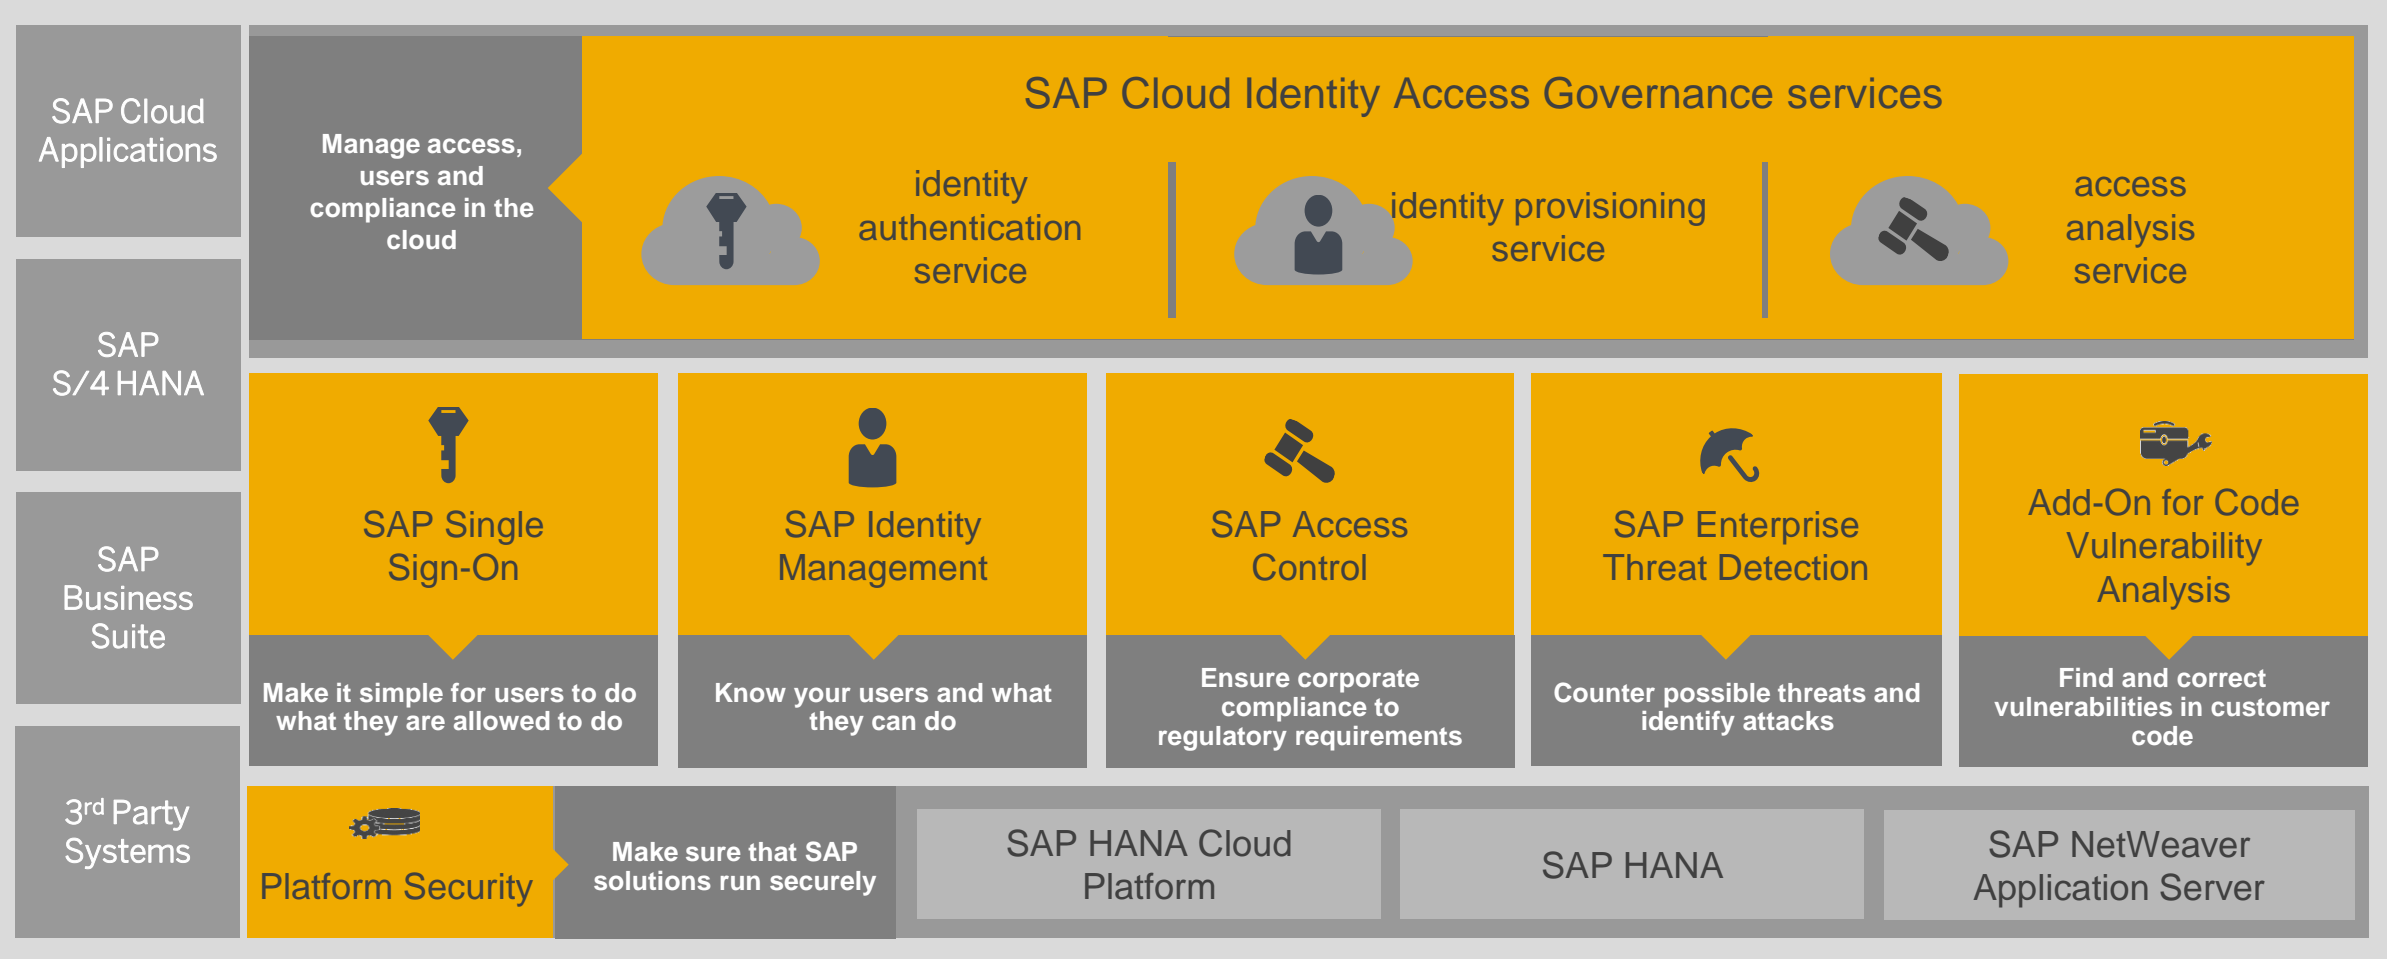 SAP Cloud
Applications
SAP
S/4 HANA
SAP
Business
Suite
3rd Party
Systems
Manage access,
users and
compliance in the
cloud
SAP Cloud Identity Access Governance services
identity
authentication
service
identity provisioning
service
access
analysis
service
SAP Single
Sign-On
Make it simple for users to do
what they are allowed to do
SAP Identity
Management
Know your users and what
they can do
SAP Access
Control
Ensure corporate
compliance to
regulatory requirements
SAP Enterprise
Threat Detection
Counter possible threats and
identify attacks
Add-On for Code
Vulnerability
Analysis
Find and correct
vulnerabilities in customer
code
Platform Security
Make sure that SAP
solutions run securely
SAP HANA Cloud
Platform
SAP HANA
SAP NetWeaver
Application Server